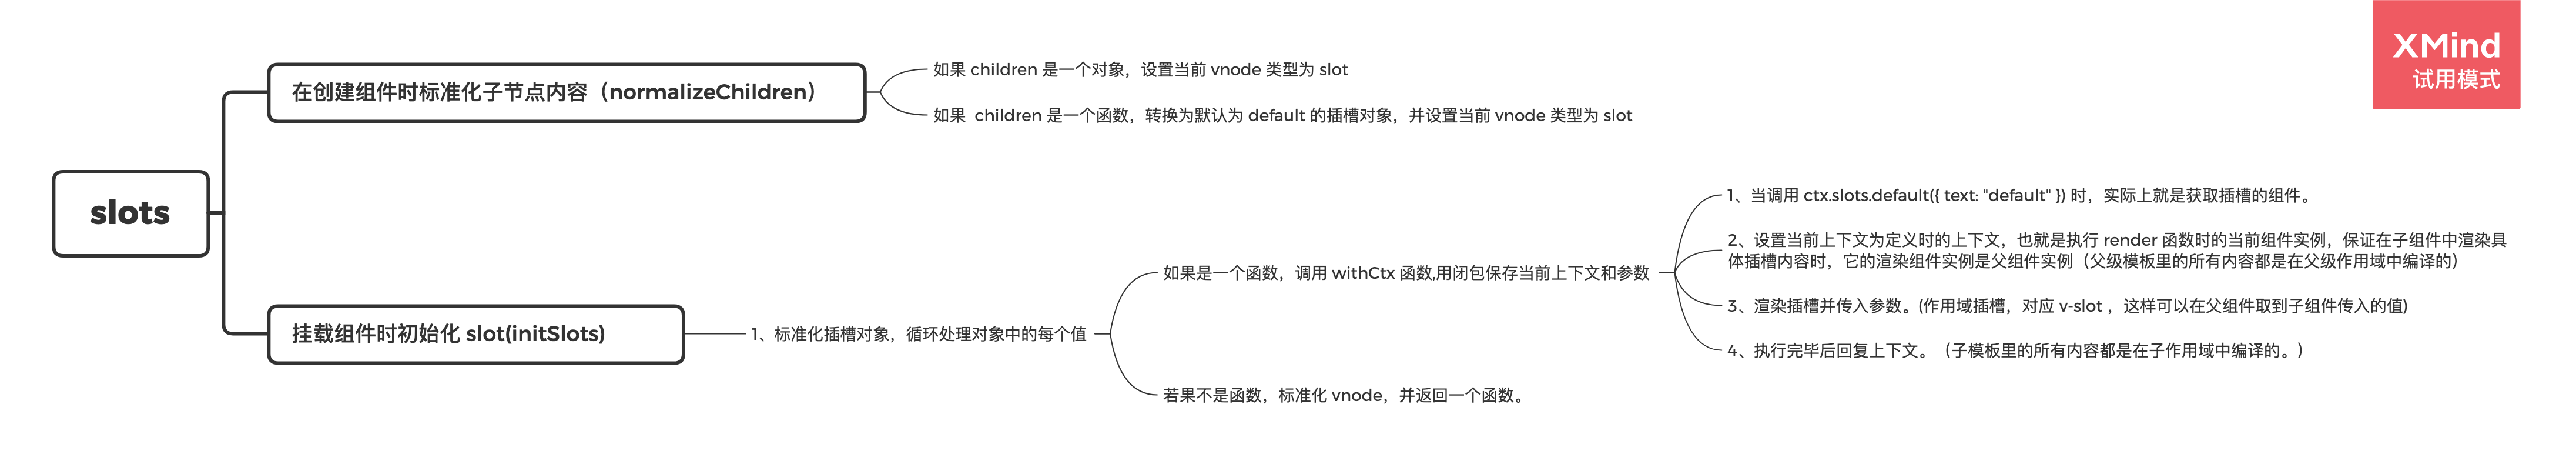 XMind
试用模式
slots
在创建组件时标准化子节点内容（normalizeChildren）
如果 children 是一个对象，设置当前 vnode 类型为 slot
如果  children 是一个函数，转换为默认为 default 的插槽对象，并设置当前 vnode 类型为 slot
挂载组件时初始化 slot(initSlots)
1、标准化插槽对象，循环处理对象中的每个值
如果是一个函数，调用 withCtx 函数,用闭包保存当前上下文和参数
1、当调用 ctx.slots.default({ text: "default" }) 时，实际上就是获取插槽的组件。
2、设置当前上下文为定义时的上下文，也就是执行 render 函数时的当前组件实例，保证在子组件中渲染具
体插槽内容时，它的渲染组件实例是父组件实例（父级模板里的所有内容都是在父级作用域中编译的）
3、渲染插槽并传入参数。(作用域插槽，对应 v-slot ，这样可以在父组件取到子组件传入的值)
4、执行完毕后回复上下文。（子模板里的所有内容都是在子作用域中编译的。）
若果不是函数，标准化 vnode，并返回一个函数。